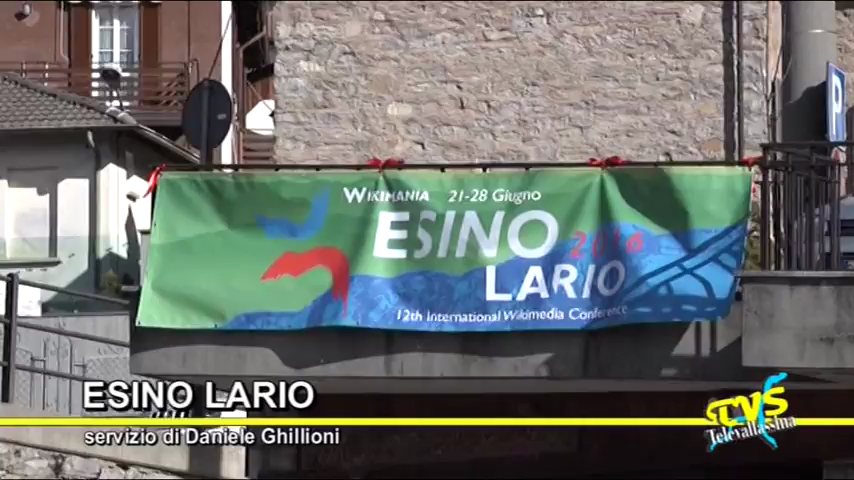 WIKIMANIA 21-28 Giugno
ESINO 2016
LARIO
12th International Wikimedia Conference
P
ESINO LARIO
servizio di Daniele Ghillioni
TVS
Televallassina